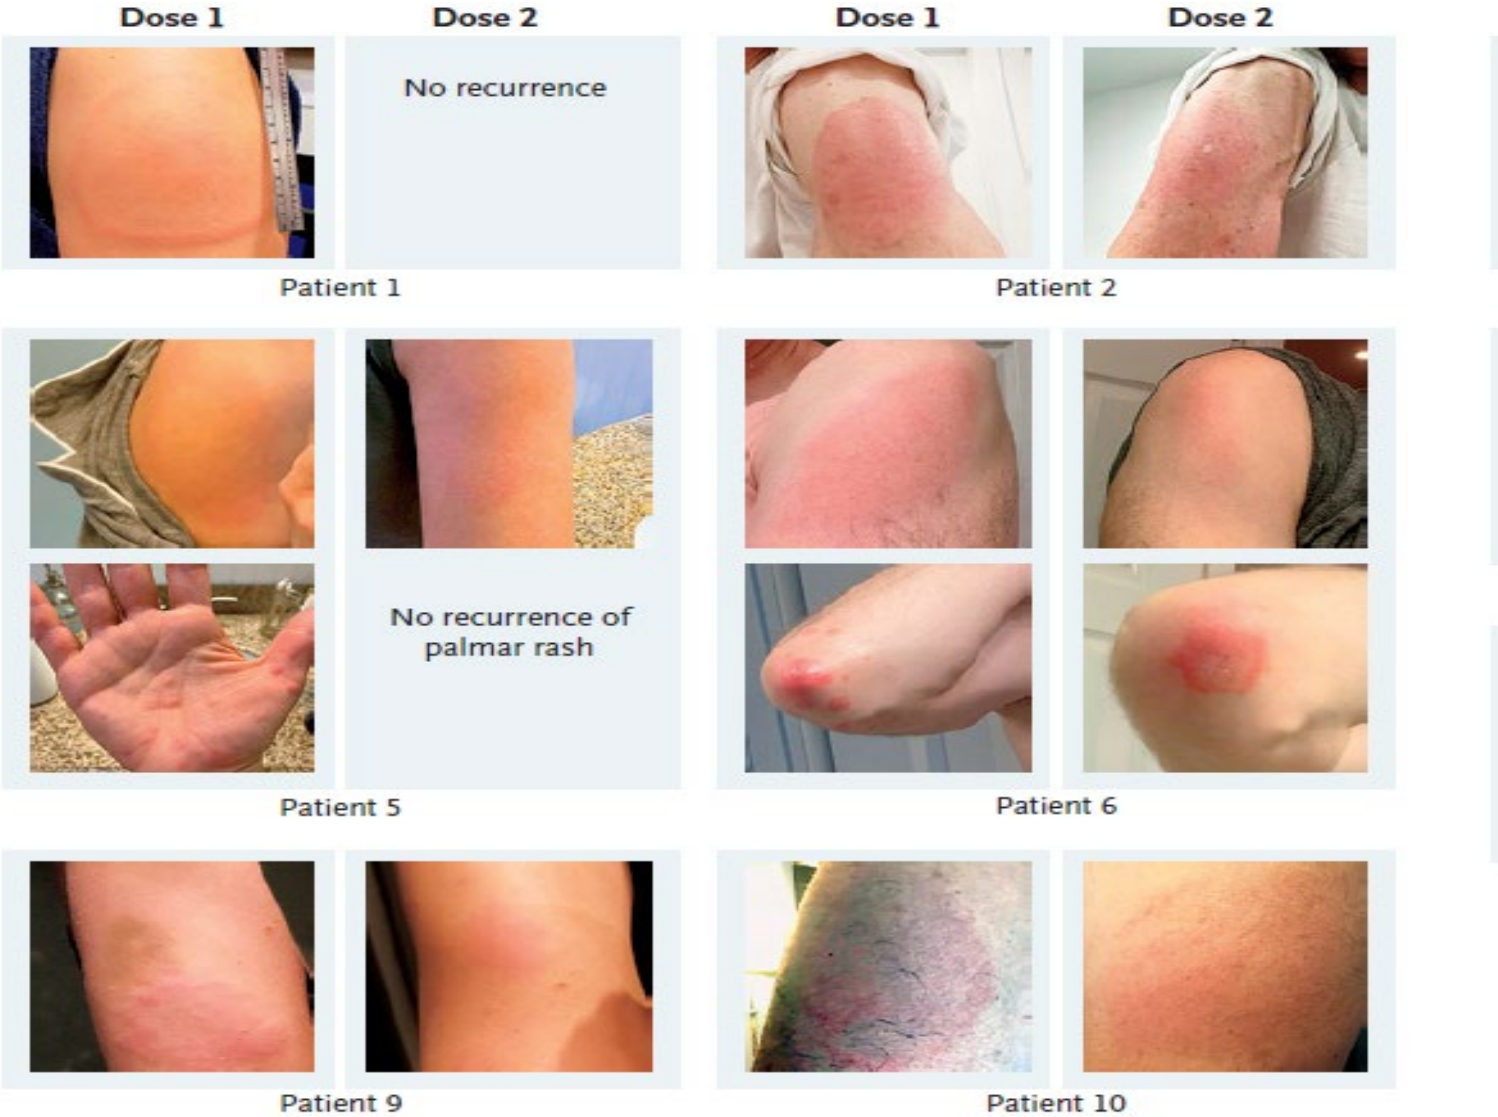 Dose 1
Dose 2
Dose 1
Dose 2
No recurrence
Patient 1
Patient 2
No recurrence of
palmar rash
Patient 5
Patient 6
Patient 9
Patient 10